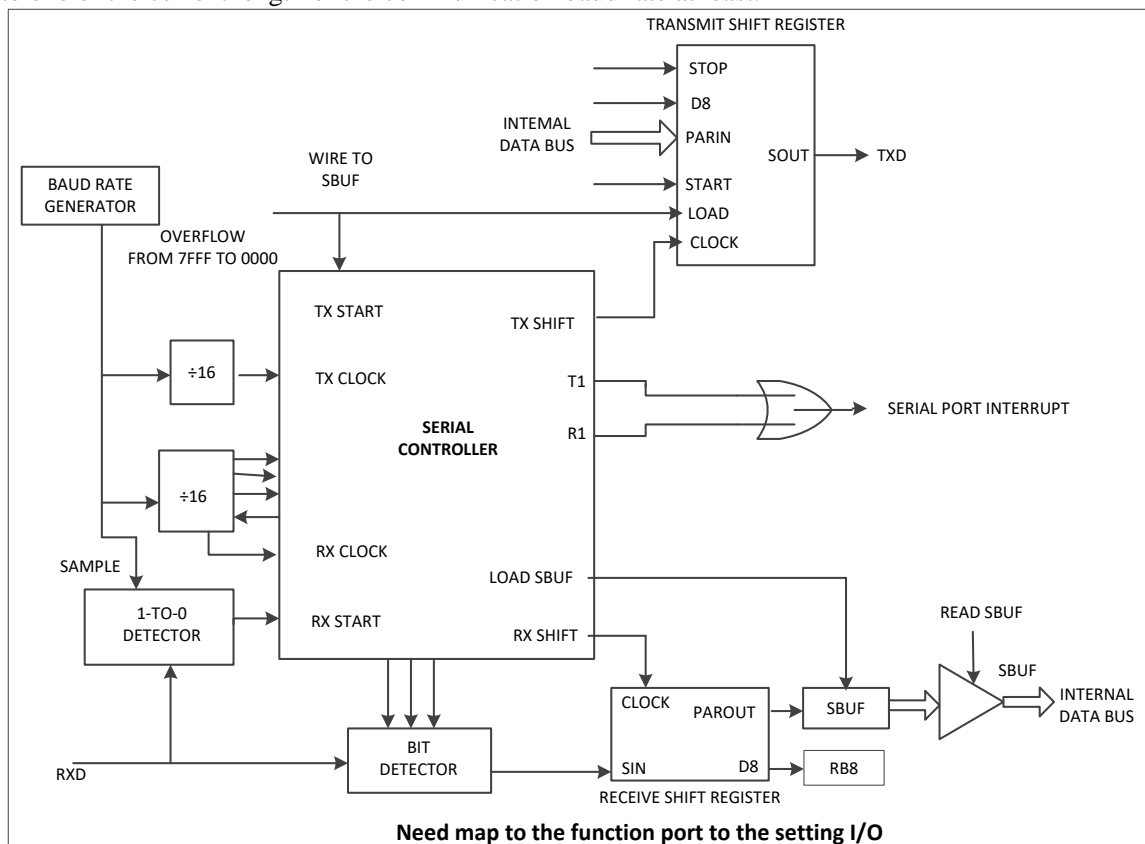 TRANSMIT SHIFT REGISTER
STOP
D8
INTEMAL
DATA BUS
PARIN
SOUT
TXD
START
LOAD
CLOCK
WIRE TO
SBUF
BAUD RATE
GENERATOR
OVERFLOW
FROM 7FFF TO 0000
TX START
TX SHIFT
÷16
TX CLOCK
T1
SERIAL
CONTROLLER
R1
SERIAL PORT INTERRUPT
÷16
RX CLOCK
SAMPLE
LOAD SBUF
1-TO-0
DETECTOR
RX START
RX SHIFT
READ SBUF
SBUF
CLOCK
PAROUT
SBUF
INTERNAL
DATA BUS
BIT
DETECTOR
RXD
SIN
D8
RB8
RECEIVE SHIFT REGISTER
Need map to the function port to the setting I/O